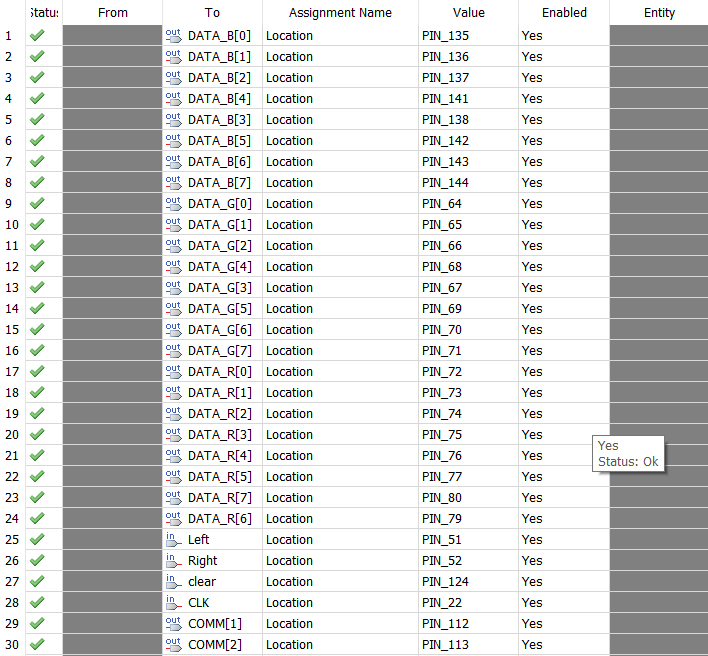 Status From To Assignment Name Value Enabled Entity
1 out DATA_B[0] Location PIN_135 Yes
2 out DATA_B[1] Location PIN_136 Yes
3 out DATA_B[2] Location PIN_137 Yes
4 out DATA_B[4] Location PIN_141 Yes
5 out DATA_B[3] Location PIN_138 Yes
6 out DATA_B[5] Location PIN_142 Yes
7 out DATA_B[6] Location PIN_143 Yes
8 out DATA_B[7] Location PIN_144 Yes
9 out DATA_G[0] Location PIN_64 Yes
10 out DATA_G[1] Location PIN_65 Yes
11 out DATA_G[2] Location PIN_66 Yes
12 out DATA_G[4] Location PIN_68 Yes
13 out DATA_G[3] Location PIN_67 Yes
14 out DATA_G[5] Location PIN_69 Yes
15 out DATA_G[6] Location PIN_70 Yes
16 out DATA_G[7] Location PIN_71 Yes
17 out DATA_R[0] Location PIN_72 Yes
18 out DATA_R[1] Location PIN_73 Yes
19 out DATA_R[2] Location PIN_74 Yes
20 out DATA_R[3] Location PIN_75 Yes
Yes
21 out DATA_R[4] Location PIN_76 Yes
Status: Ok
22 out DATA_R[5] Location PIN_77 Yes
23 out DATA_R[7] Location PIN_80 Yes
24 out DATA_R[6] Location PIN_79 Yes
25 in Left Location PIN_51 Yes
26 in Right Location PIN_52 Yes
27 in clear Location PIN_124 Yes
28 in CLK Location PIN_22 Yes
29 out COMM[1] Location PIN_112 Yes
30 out COMM[2] Location PIN_113 Yes